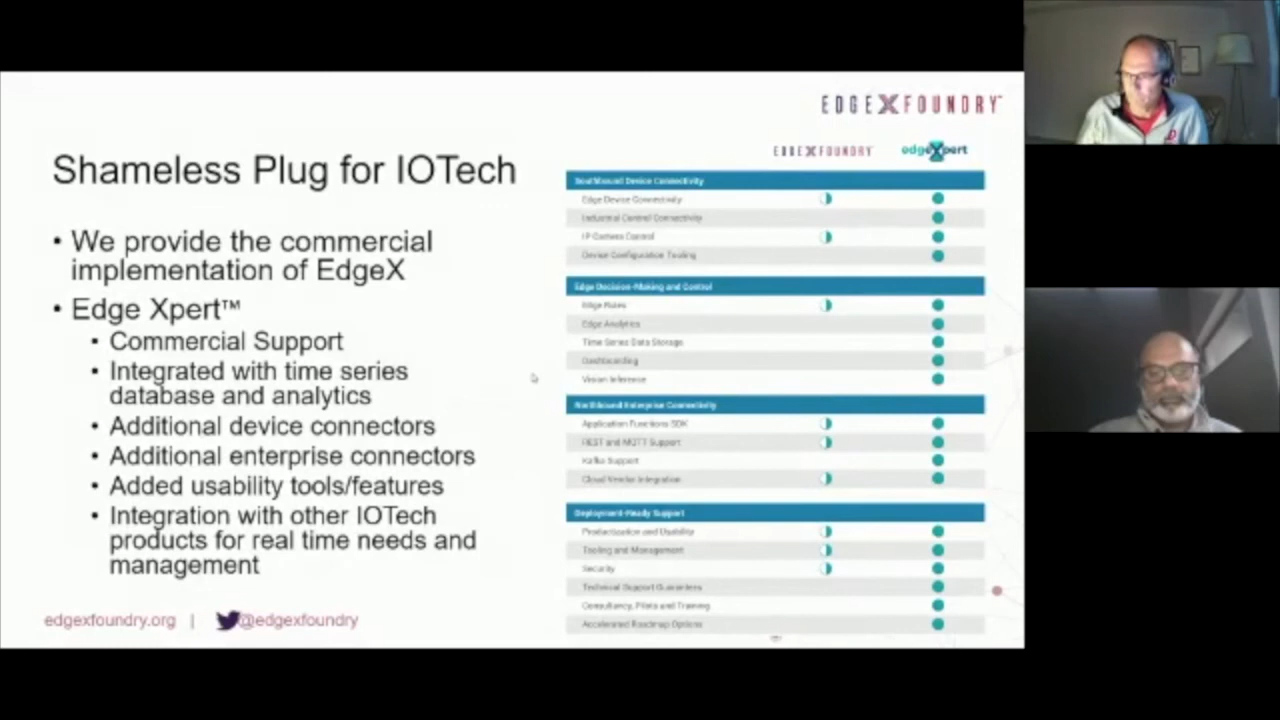 EDGE X FOUNDRY™
Shameless Plug for IOTech
• We provide the commercial
implementation of EdgeX
• Edge Xpert™
• Commercial Support
• Integrated with time series
database and analytics
• Additional device connectors
• Additional enterprise connectors
• Added usability tools/features
• Integration with other IOTech
products for real time needs and
management
EDGE X FOUNDRY™ edgeXpert
Southbound Device Connectivity
Edge Device Connectivity
Industrial Control Connectivity
IP Camera Control
Device Configuration Tooling
Edge Decision-Making and Control
Edge Rules
Edge Analytics
Time Series Data Storage
Dashboarding
Vision Inference
Northbound Enterprise Connectivity
Application Functions SDK
REST and MQTT Support
Kafka Support
Cloud Vendor Integration
Deployment-Ready Support
Productization and Usability
Tooling and Management
Security
Technical Support Guarantees
Consultancy, Pilots and Training
Accelerated Roadmap Options
edgexfoundry.org | @edgexfoundry